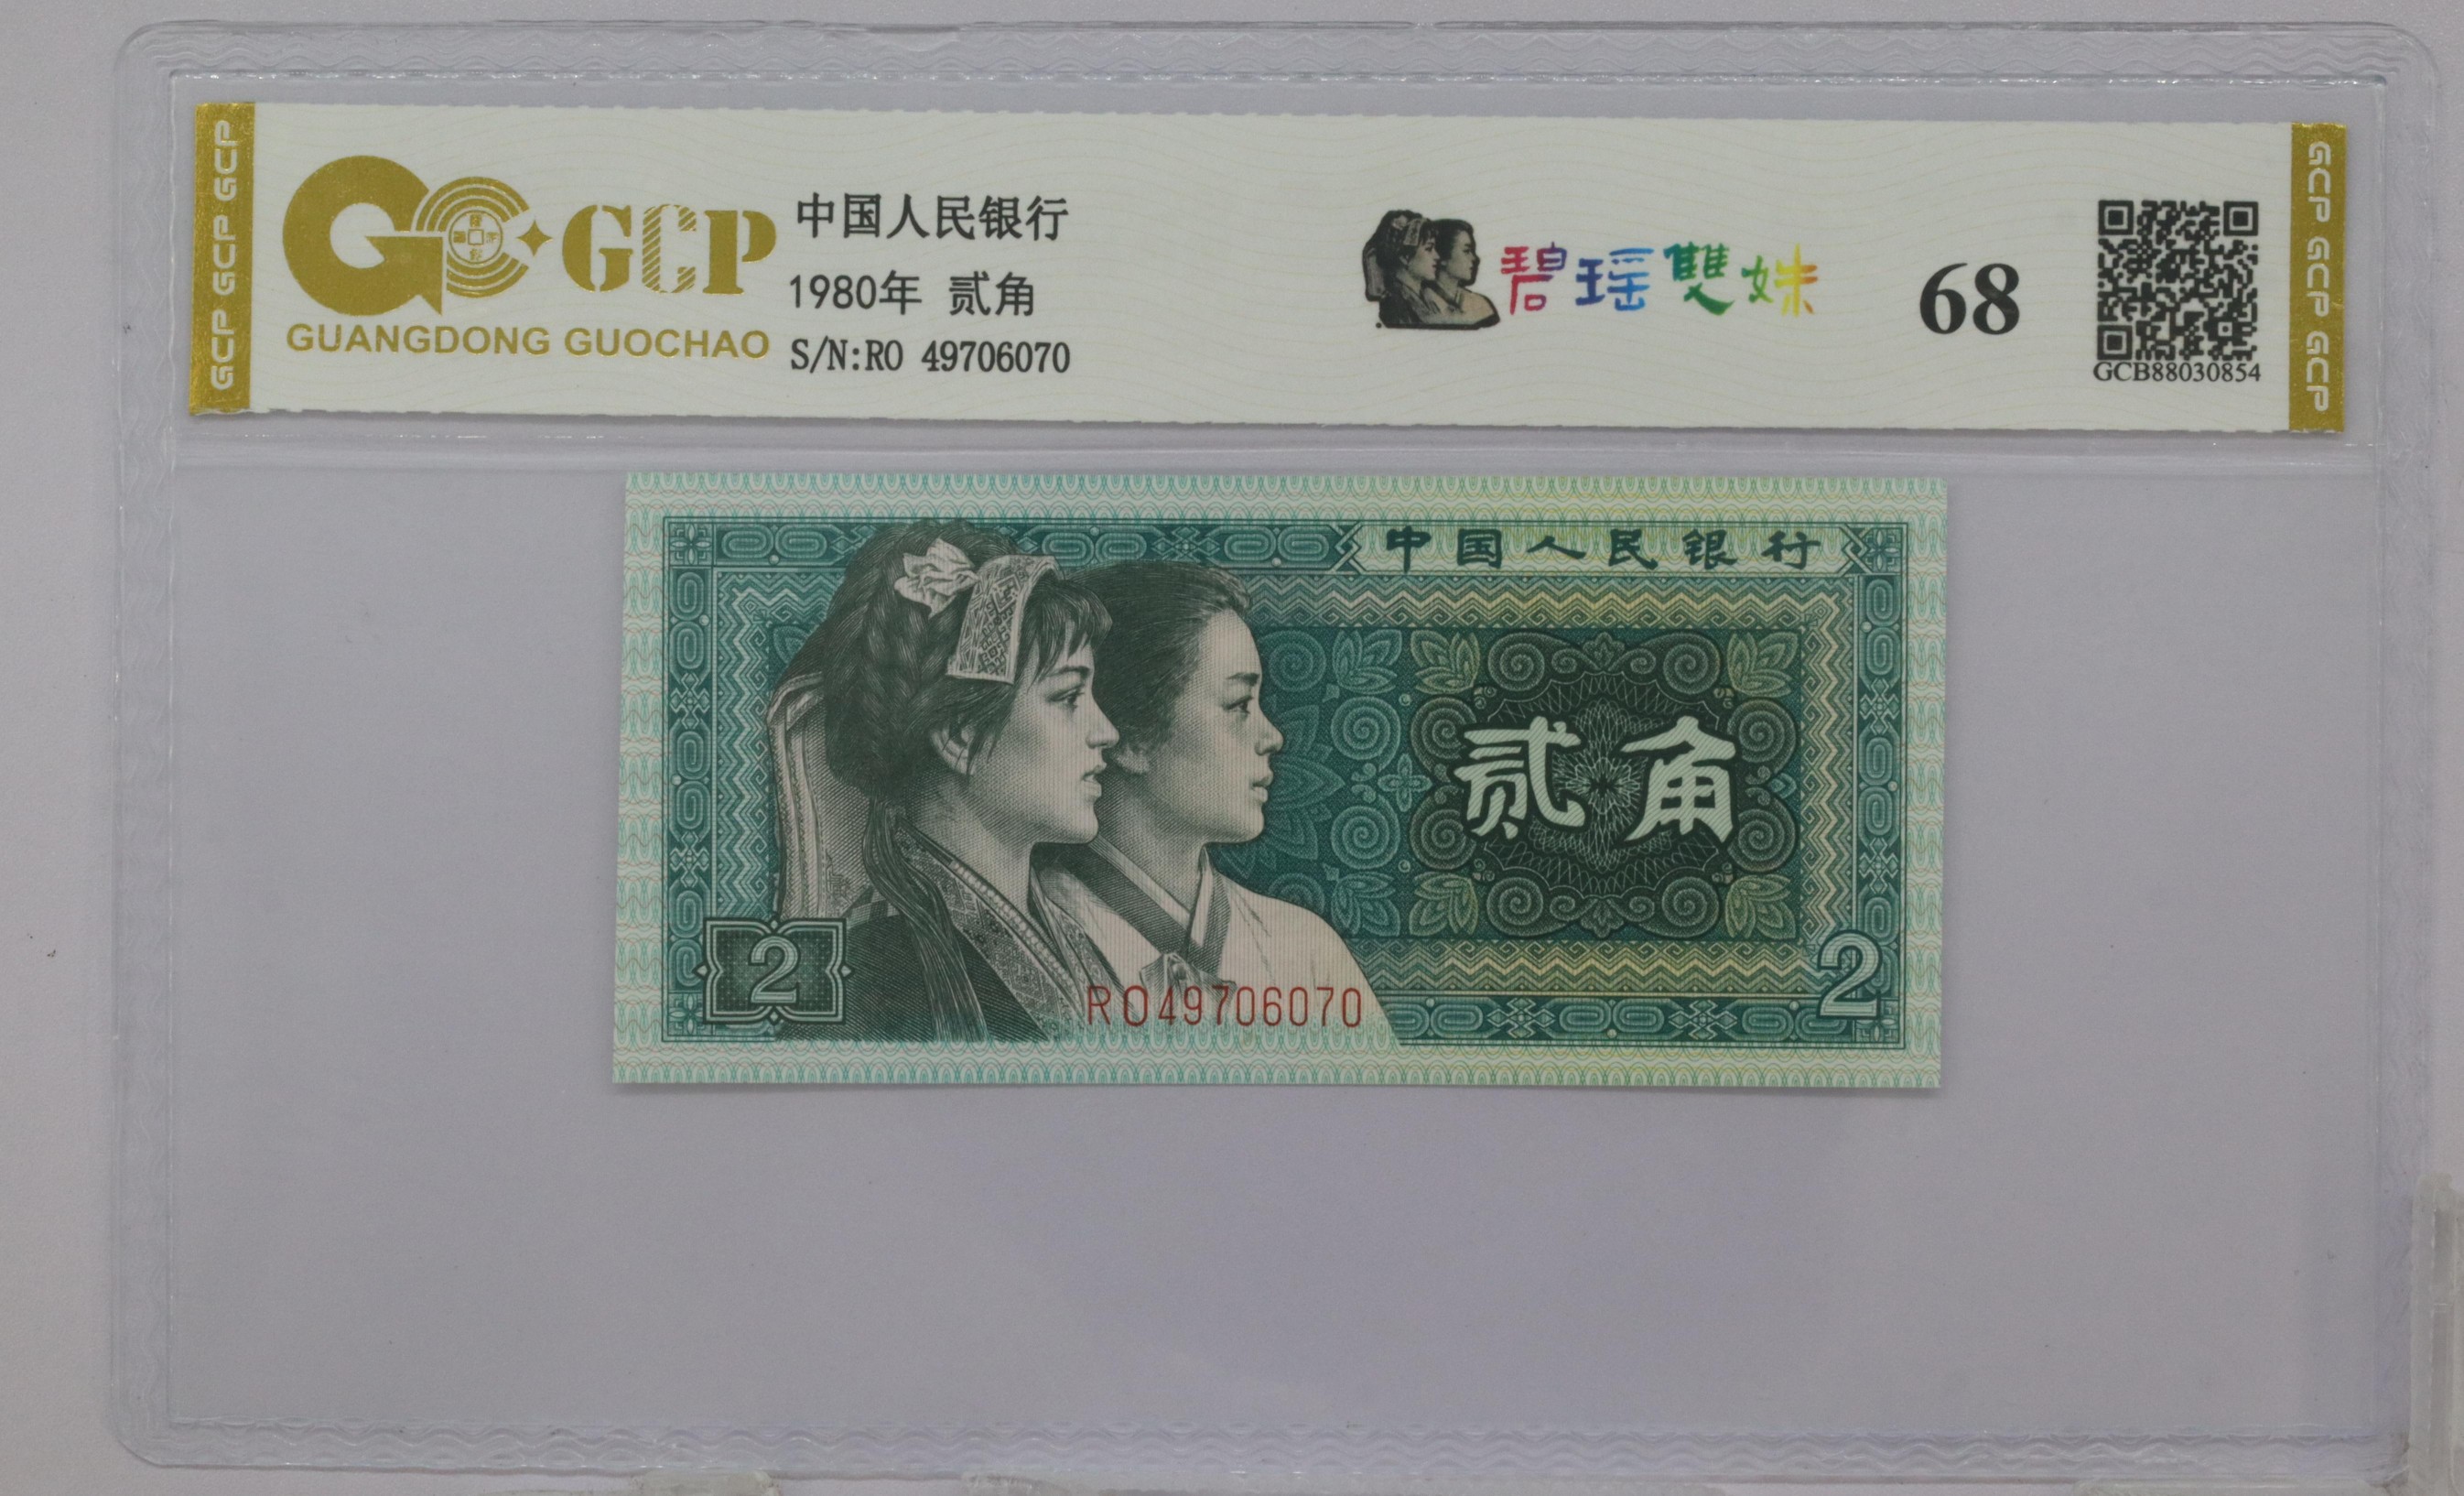 GCP GCP GCP
GCP
GUANGDONG GUOCHAO
中国人民银行
1980年 贰角
S/N:RO 49706070
碧瑶雙妹
68
GCB88030854
GCP GCP GCP
中国人民银行
贰角
2
RO49706070
2